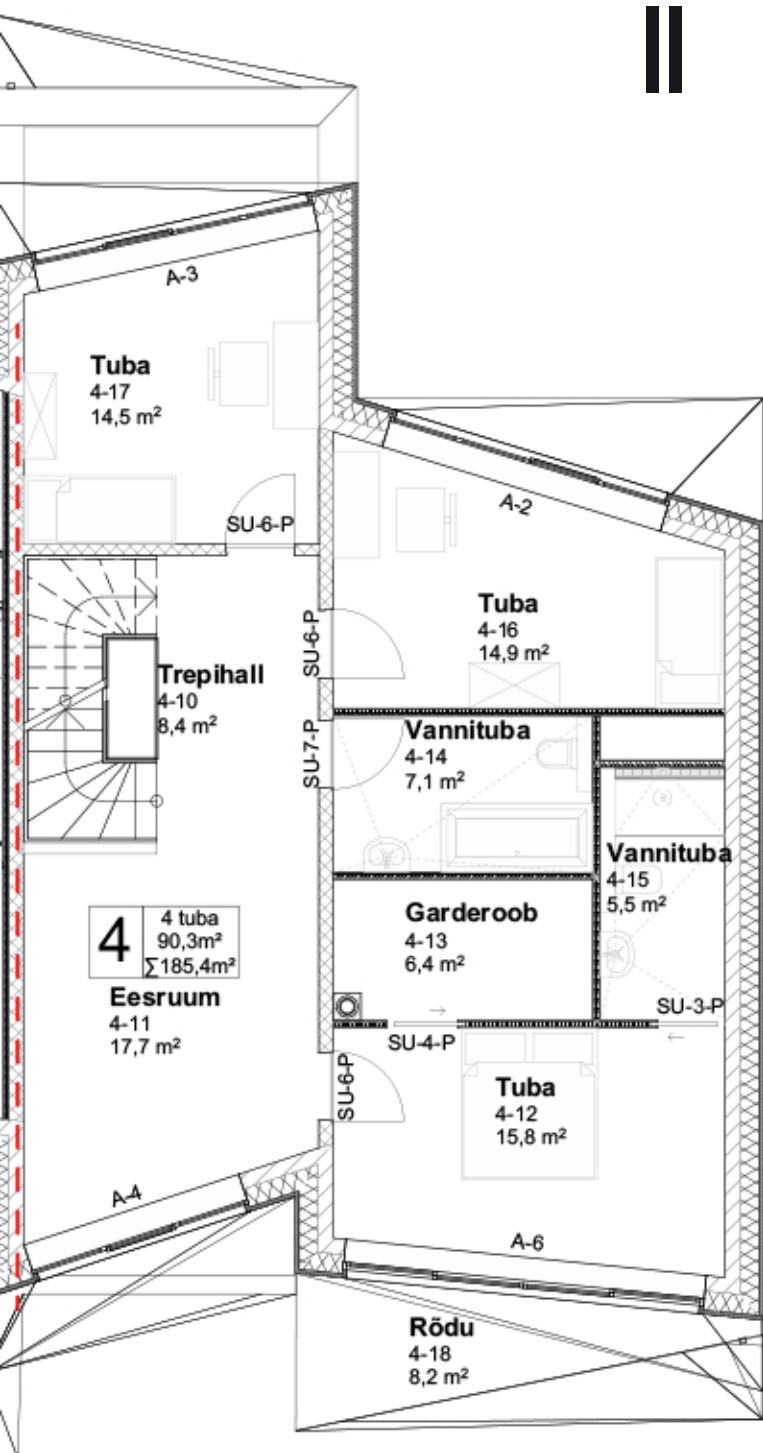 II
A-3
Tuba
4-17
14,5 m²
SU-6-P
A-2
Tuba
4-16
14,9 m²
SU-6-P
Trepihall
4-10
8,4 m²
SU-7-P
Vannituba
4-14
7,1 m²
Vannituba
4-15
5,5 m²
Garderoob
4-13
6,4 m²
4
4 tuba
90,3m²
∑185,4m²
Eesruum
4-11
17,7 m²
SU-3-P
SU-4-P
SU-6-P
Tuba
4-12
15,8 m²
A-4
A-6
Rõdu
4-18
8,2 m²